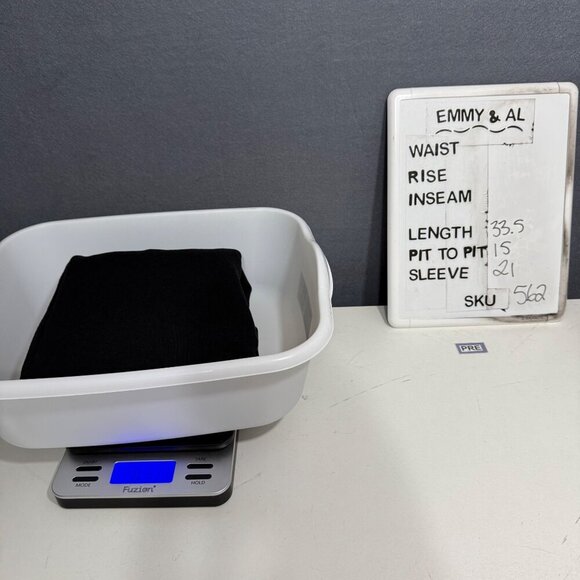 EMMY & AL
WAIST
RISE
INSEAM
LENGTH 33.5
PIT TO PIT 15
SLEEVE 21
SKU 562
PRE
TARE
MODE
HOLD
Fuzion